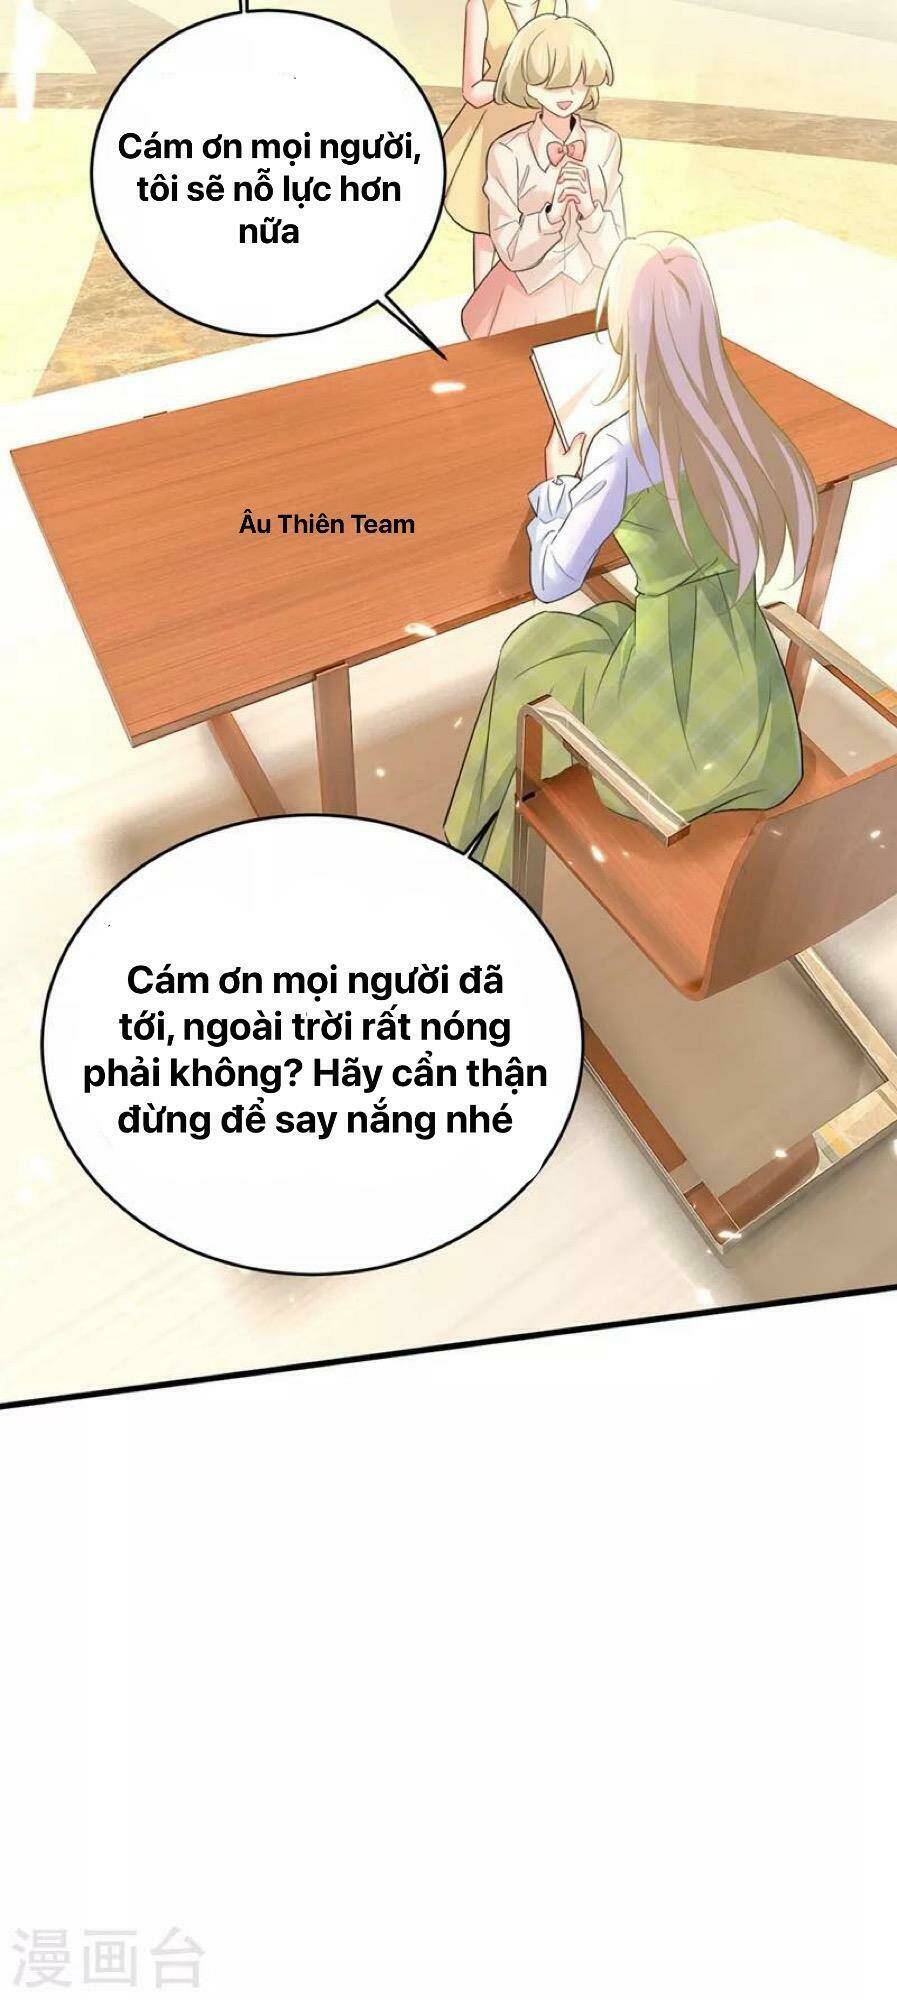 Cám ơn mọi người,
tôi sẽ nỗ lực hơn
nữa
Âu Thiên Team
Cám ơn mọi người đã
tới, ngoài trời rất nóng
phải không? Hãy cẩn thận
đừng để say nắng nhé
漫画台